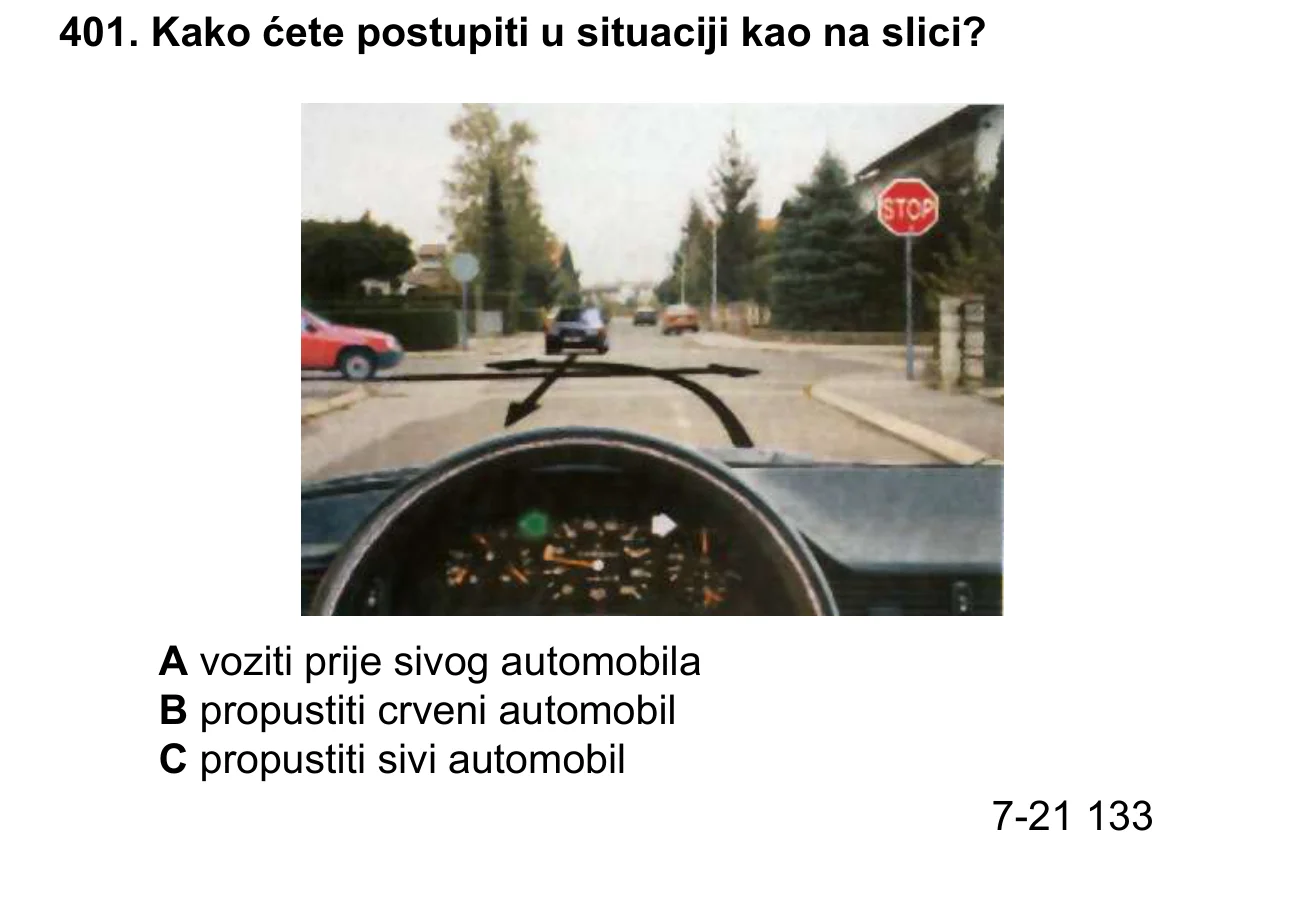 401. Kako ćete postupiti u situaciji kao na slici?
STOP
A voziti prije sivog automobila
B propustiti crveni automobil
C propustiti sivi automobil
7-21 133